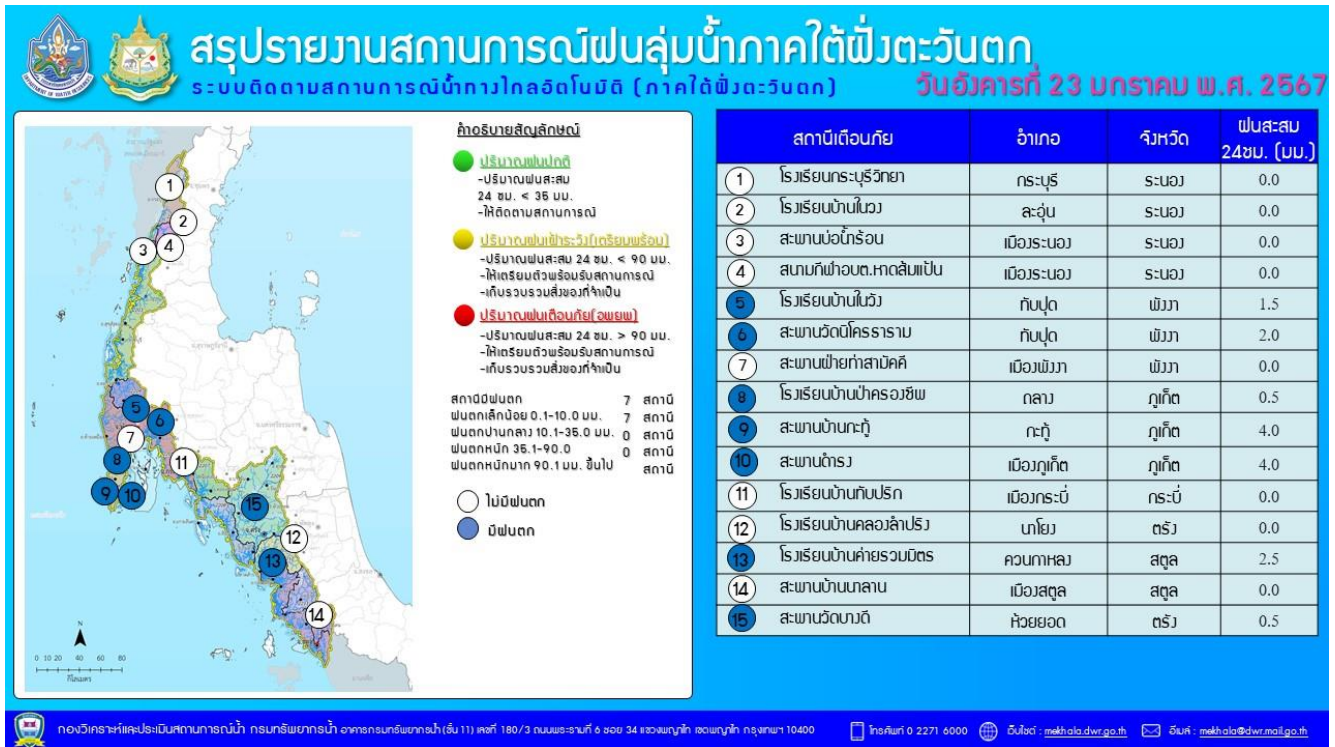 สรุปรายงานสถานการณ์ฝนลุ่มน้ำภาคใต้ฝั่งตะวันตก
ระบบติดตามสถานการณ์น้ำทางไกลอัตโนมัติ (ภาคใต้ฝั่งตะวันตก)
วันอังคารที่ 23 มกราคม พ.ศ. 2567
คำอธิบายสัญลักษณ์
ปริมาณฝนปกติ
-ปริมาณฝนสะสม
24 ชม. < 35 มม.
-ให้ติดตามสถานการณ์
ปริมาณฝนเฝ้าระวัง(เตรียมพร้อม)
-ปริมาณฝนสะสม 24 ชม. < 90 มม.
-ให้เตรียมตัวพร้อมรับสถานการณ์
-เก็บรวบรวมสิ่งของที่จำเป็น
ปริมาณฝนเตือนภัย(อพยพ)
-ปริมาณฝนสะสม 24 ชม. > 90 มม.
-ให้เตรียมตัวพร้อมรับสถานการณ์
-เก็บรวบรวมสิ่งของที่จำเป็น
สถานีมีฝนตก 7 สถานี
ฝนตกเล็กน้อย 0.1-10.0 มม. 7 สถานี
ฝนตกปานกลาง 10.1-35.0 มม. 0 สถานี
ฝนตกหนัก 35.1-90.0 0 สถานี
ฝนตกหนักมาก 90.1 มม. ขึ้นไป สถานี
ไม่มีฝนตก
มีฝนตก
1
2
3 4
5
6
7
8
11
9 10
15
12
13
14
N
0 10 20 40 60 80
กิโลเมตร
สถานีเตือนภัย อำเภอ จังหวัด ฝนสะสม 24ชม. (มม.)
1 โรงเรียนกระบุรีวิทยา กระบุรี ระนอง 0.0
2 โรงเรียนบ้านในวง ละอุ่น ระนอง 0.0
3 สะพานบ่อน้ำร้อน เมืองระนอง ระนอง 0.0
4 สนามกีฬาอบต.หาดส้มแป้น เมืองระนอง ระนอง 0.0
5 โรงเรียนบ้านในวัง ทับปุด พังงา 1.5
6 สะพานวัดนิโครธาราม ทับปุด พังงา 2.0
7 สะพานฝ่ายท่าสามัคคี เมืองพังงา พังงา 0.0
8 โรงเรียนบ้านป่าครองชีพ ถลาง ภูเก็ต 0.5
9 สะพานบ้านกะทู้ กะทู้ ภูเก็ต 4.0
10 สะพานดำรง เมืองภูเก็ต ภูเก็ต 4.0
11 โรงเรียนบ้านทับปริก เมืองกระบี่ กระบี่ 0.0
12 โรงเรียนบ้านคลองลำปริง นาโยง ตรัง 0.0
13 โรงเรียนบ้านค่ายรวมมิตร ควนกาหลง สตูล 2.5
14 สะพานบ้านนาลาน เมืองสตูล สตูล 0.0
15 สะพานวัดบางดี ห้วยยอด ตรัง 0.5
กองวิเคราะห์และประเมินสถานการณ์น้ำ กรมทรัพยากรน้ำ อาคารกรมทรัพยากรน้ำ (ชั้น 11) เลขที่ 180/3 ถนนพระรามที่ 6 ซอย 34 แขวงพญาไท เขตพญาไท กรุงเทพฯ 10400
โทรศัพท์ 0 2271 6000
เว็บไซต์ : mekhala.dwr.go.th
อีเมล์ : mekhala@dwr.mail.go.th